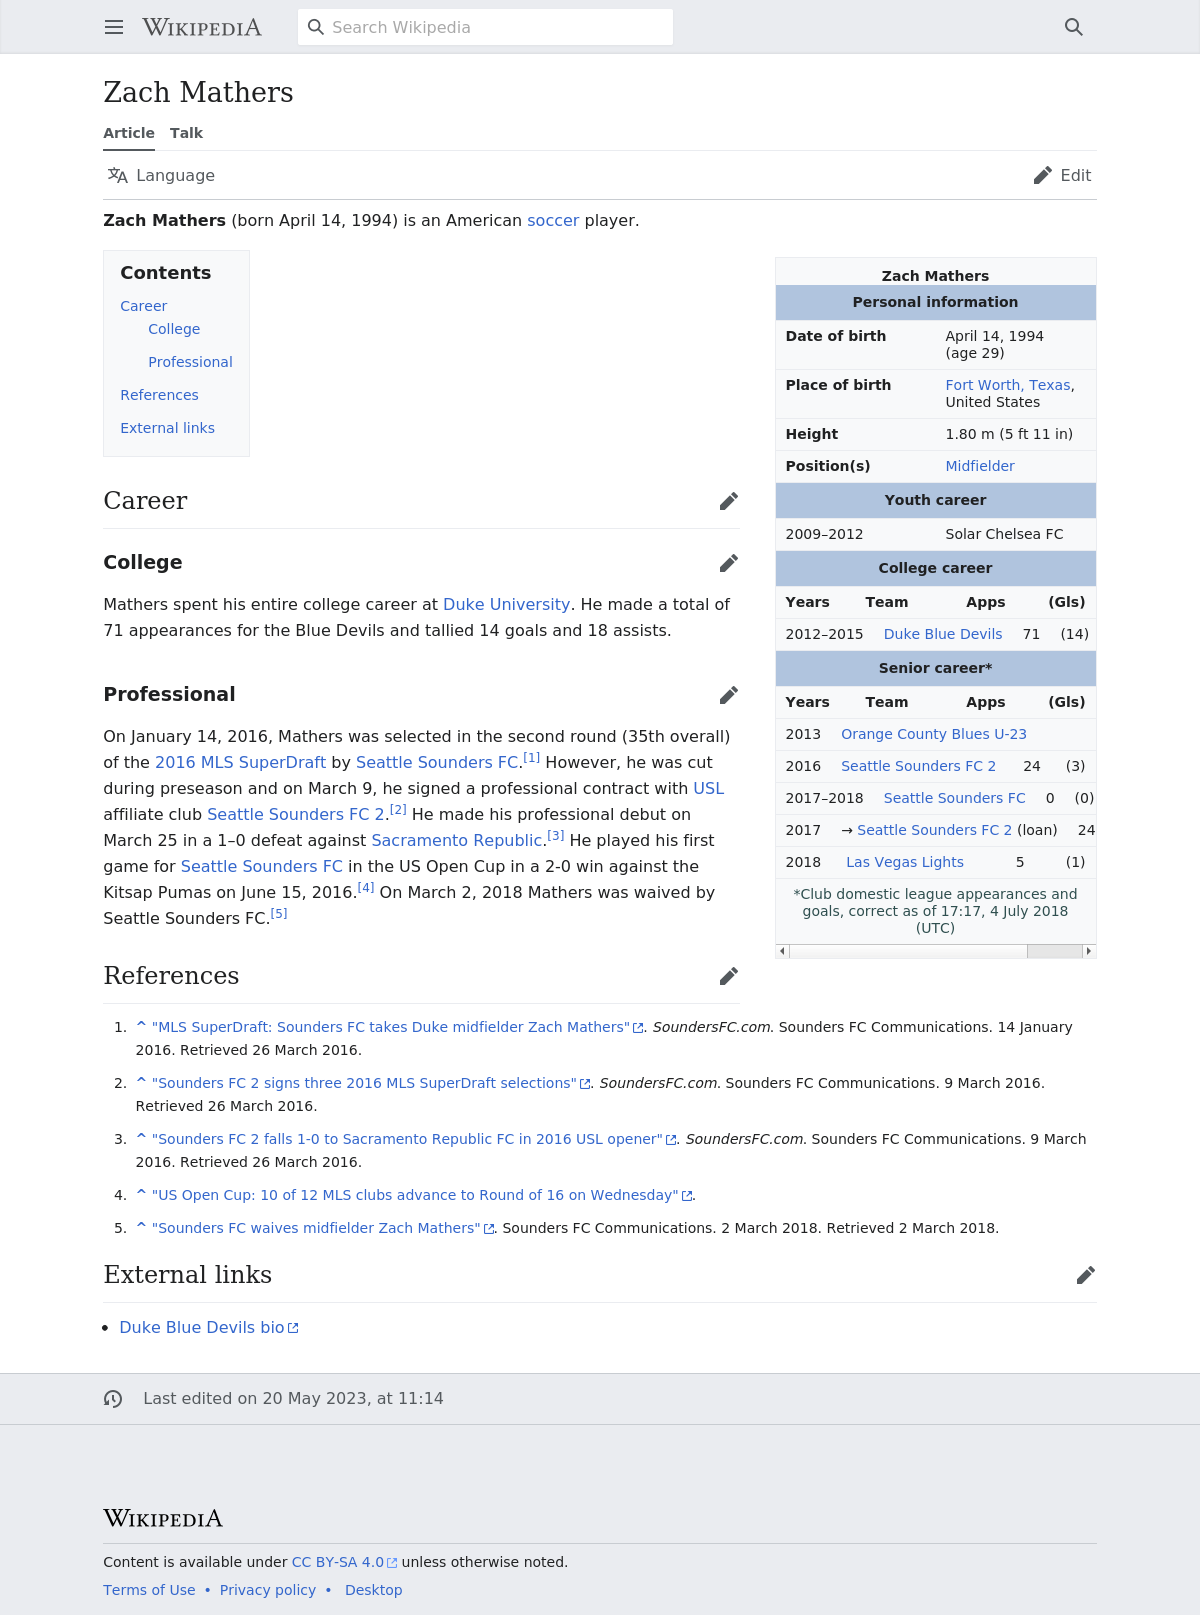 WIKIPEDIA
Search Wikipedia
Zach Mathers
Article Talk
Language
Edit
Zach Mathers (born April 14, 1994) is an American soccer player.
Contents
Career
College
Professional
References
External links
Zach Mathers
Personal information
Date of birth April 14, 1994
(age 29)
Place of birth Fort Worth, Texas,
United States
Height 1.80 m (5 ft 11 in)
Position(s) Midfielder
Youth career
2009–2012 Solar Chelsea FC
College career
Years Team Apps (Gls)
2012–2015 Duke Blue Devils 71 (14)
Senior career*
Years Team Apps (Gls)
2013 Orange County Blues U-23
2016 Seattle Sounders FC 2 24 (3)
2017–2018 Seattle Sounders FC 0 (0)
2017 → Seattle Sounders FC 2 (loan) 24
2018 Las Vegas Lights 5 (1)
*Club domestic league appearances and
goals, correct as of 17:17, 4 July 2018
(UTC)
Career
College
Mathers spent his entire college career at Duke University. He made a total of
71 appearances for the Blue Devils and tallied 14 goals and 18 assists.
Professional
On January 14, 2016, Mathers was selected in the second round (35th overall)
of the 2016 MLS SuperDraft by Seattle Sounders FC.[1] However, he was cut
during preseason and on March 9, he signed a professional contract with USL
affiliate club Seattle Sounders FC 2.[2] He made his professional debut on
March 25 in a 1–0 defeat against Sacramento Republic.[3] He played his first
game for Seattle Sounders FC in the US Open Cup in a 2-0 win against the
Kitsap Pumas on June 15, 2016.[4] On March 2, 2018 Mathers was waived by
Seattle Sounders FC.[5]
References
1. ^ "MLS SuperDraft: Sounders FC takes Duke midfielder Zach Mathers". SoundersFC.com. Sounders FC Communications. 14 January
2016. Retrieved 26 March 2016.
2. ^ "Sounders FC 2 signs three 2016 MLS SuperDraft selections". SoundersFC.com. Sounders FC Communications. 9 March 2016.
Retrieved 26 March 2016.
3. ^ "Sounders FC 2 falls 1-0 to Sacramento Republic FC in 2016 USL opener". SoundersFC.com. Sounders FC Communications. 9 March
2016. Retrieved 26 March 2016.
4. ^ "US Open Cup: 10 of 12 MLS clubs advance to Round of 16 on Wednesday".
5. ^ "Sounders FC waives midfielder Zach Mathers". Sounders FC Communications. 2 March 2018. Retrieved 2 March 2018.
External links
• Duke Blue Devils bio
Last edited on 20 May 2023, at 11:14
WIKIPEDIA
Content is available under CC BY-SA 4.0 unless otherwise noted.
Terms of Use • Privacy policy • Desktop